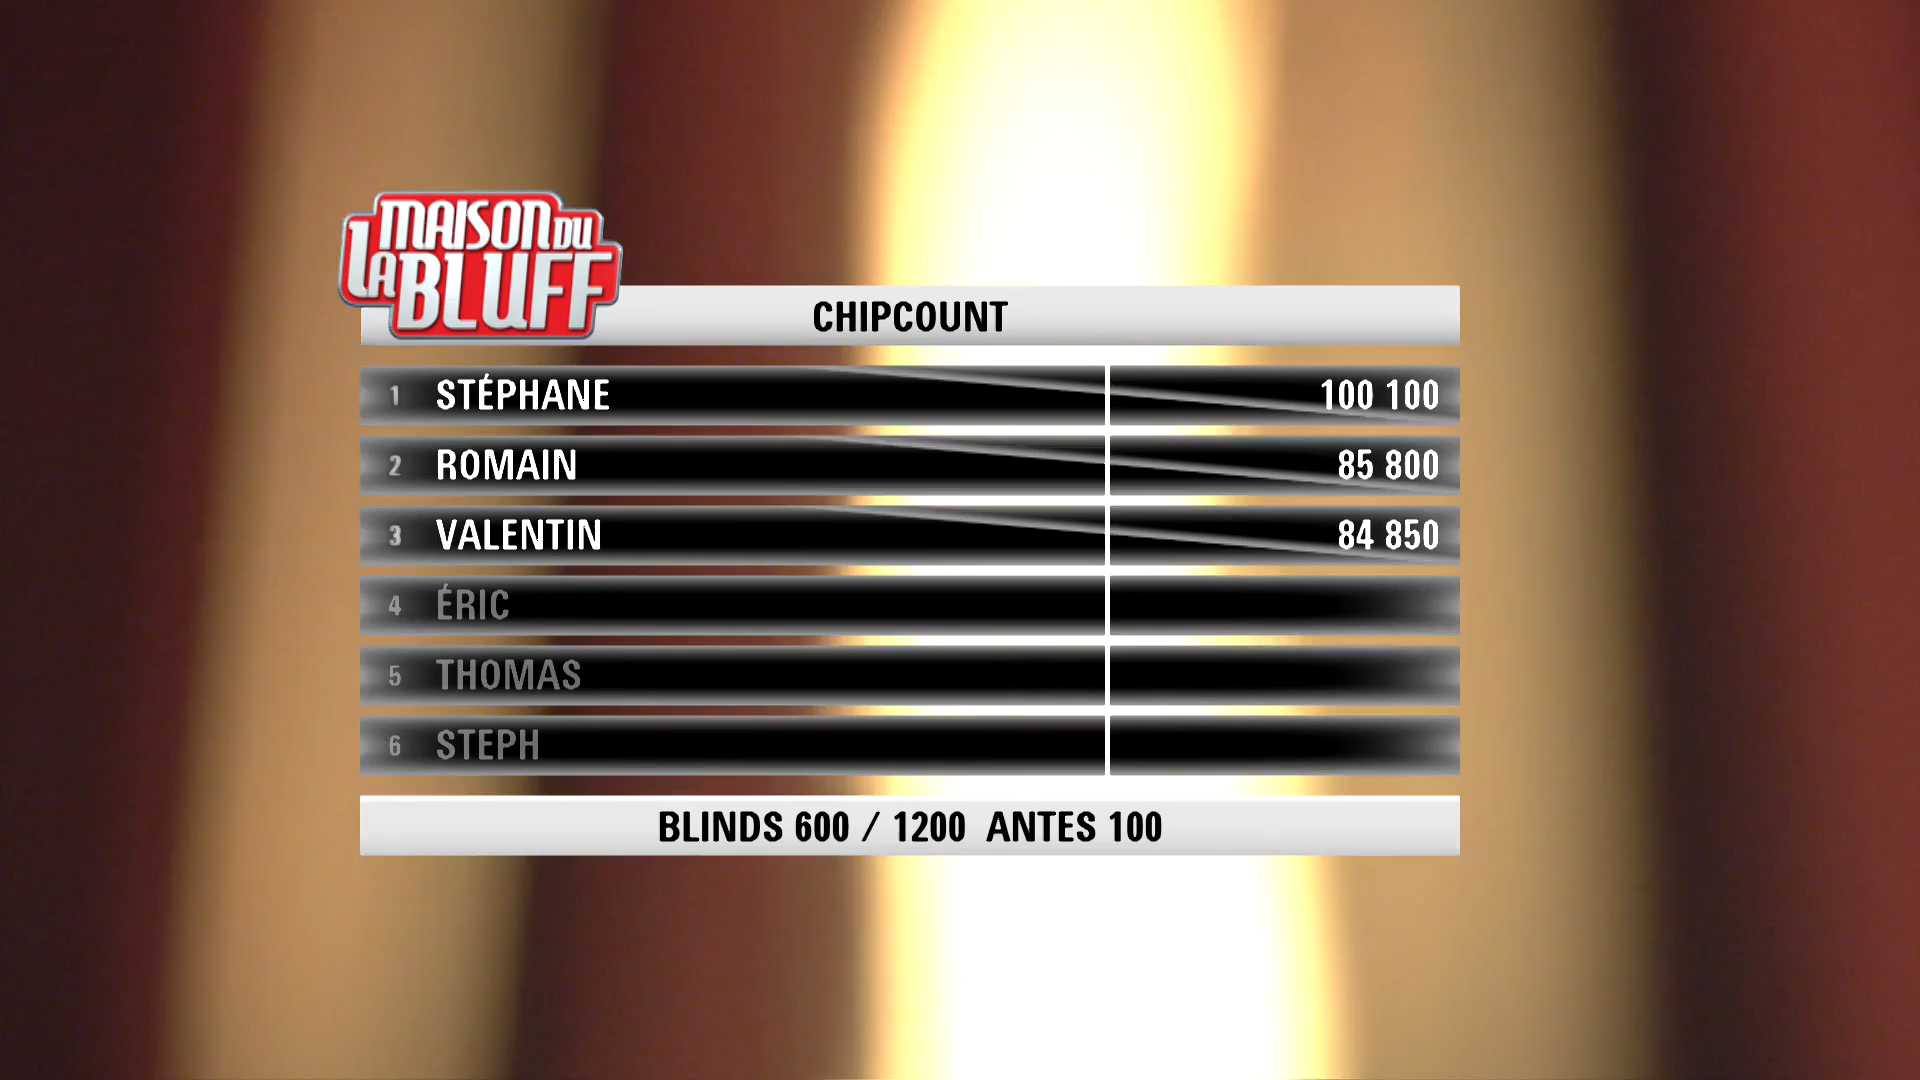 LA MAISON DU BLUFF
CHIPCOUNT
1 STÉPHANE 100 100
2 ROMAIN 85 800
3 VALENTIN 84 850
4 ÉRIC
5 THOMAS
6 STEPH
BLINDS 600 / 1200 ANTES 100